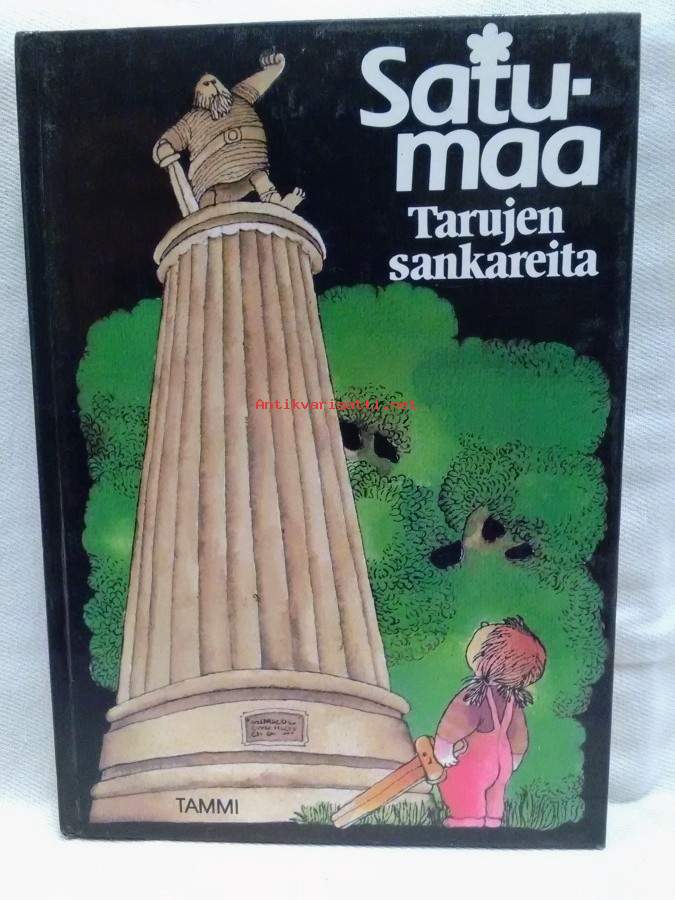 Satu-
maa
Tarujen
sankareita
Antikvariaatti.net
TAMMI